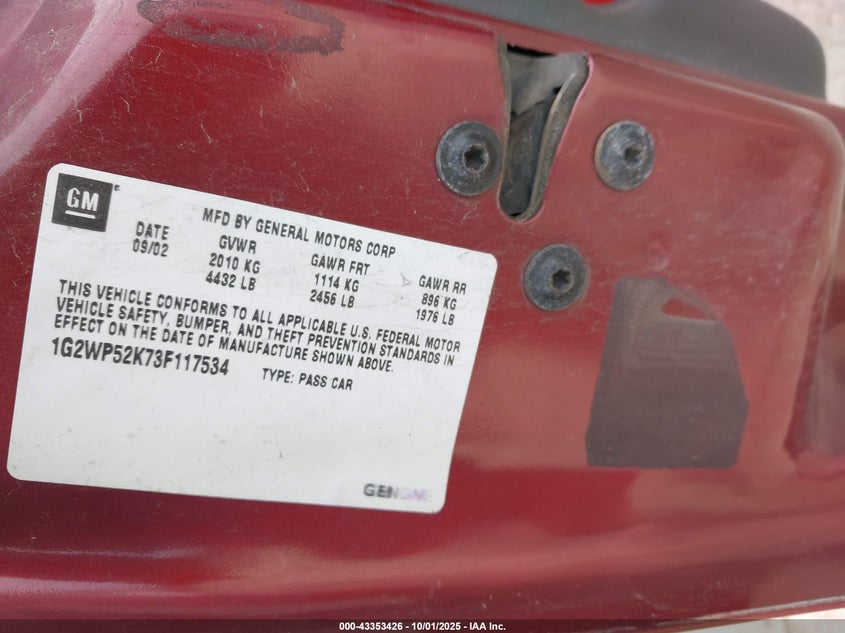 GM
MFD BY GENERAL MOTORS CORP
DATE GVWR GAWR FRT GAWR RR
09/02 2010 KG 1114 KG 896 KG
4432 LB 2456 LB 1976 LB
THIS VEHICLE CONFORMS TO ALL APPLICABLE U.S. FEDERAL MOTOR
VEHICLE SAFETY, BUMPER, AND THEFT PREVENTION STANDARDS IN
EFFECT ON THE DATE OF MANUFACTURE SHOWN ABOVE.
1G2WP52K73F117534 TYPE: PASS CAR
GENGME
000-43353426 - 10/01/2025 - IAA Inc.